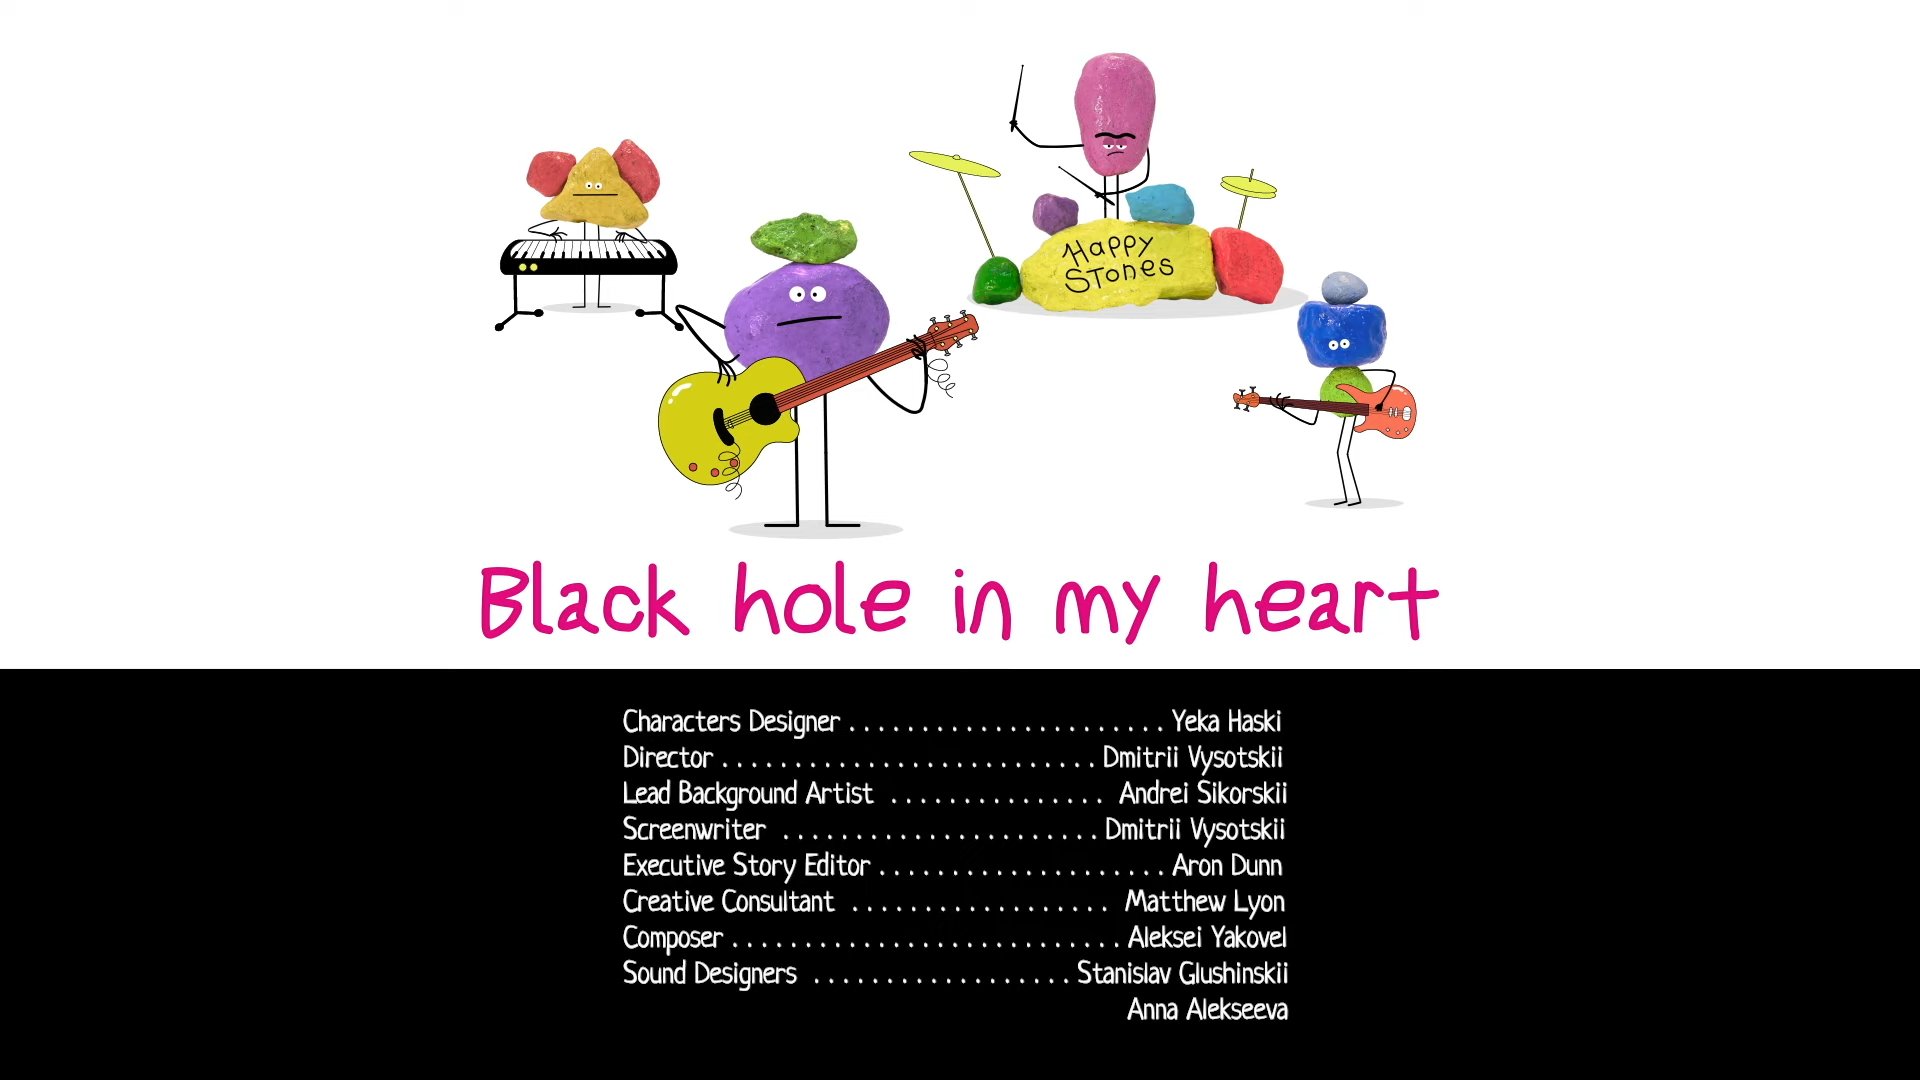 Happy
Stones
Black hole in my heart
Characters Designer . . . . . . . . . . . . . . . . . . . . . . Yeka Haski
Director . . . . . . . . . . . . . . . . . . . . . . . . . . Dmitrii Vysotskii
Lead Background Artist . . . . . . . . . . . . . . . Andrei Sikorskii
Screenwriter . . . . . . . . . . . . . . . . . . . . . . Dmitrii Vysotskii
Executive Story Editor . . . . . . . . . . . . . . . . . . . . Aron Dunn
Creative Consultant . . . . . . . . . . . . . . . . . . Matthew Lyon
Composer . . . . . . . . . . . . . . . . . . . . . . . . . . . Aleksei Yakovel
Sound Designers . . . . . . . . . . . . . . . . . . Stanislav Glushinskii
Anna Alekseeva